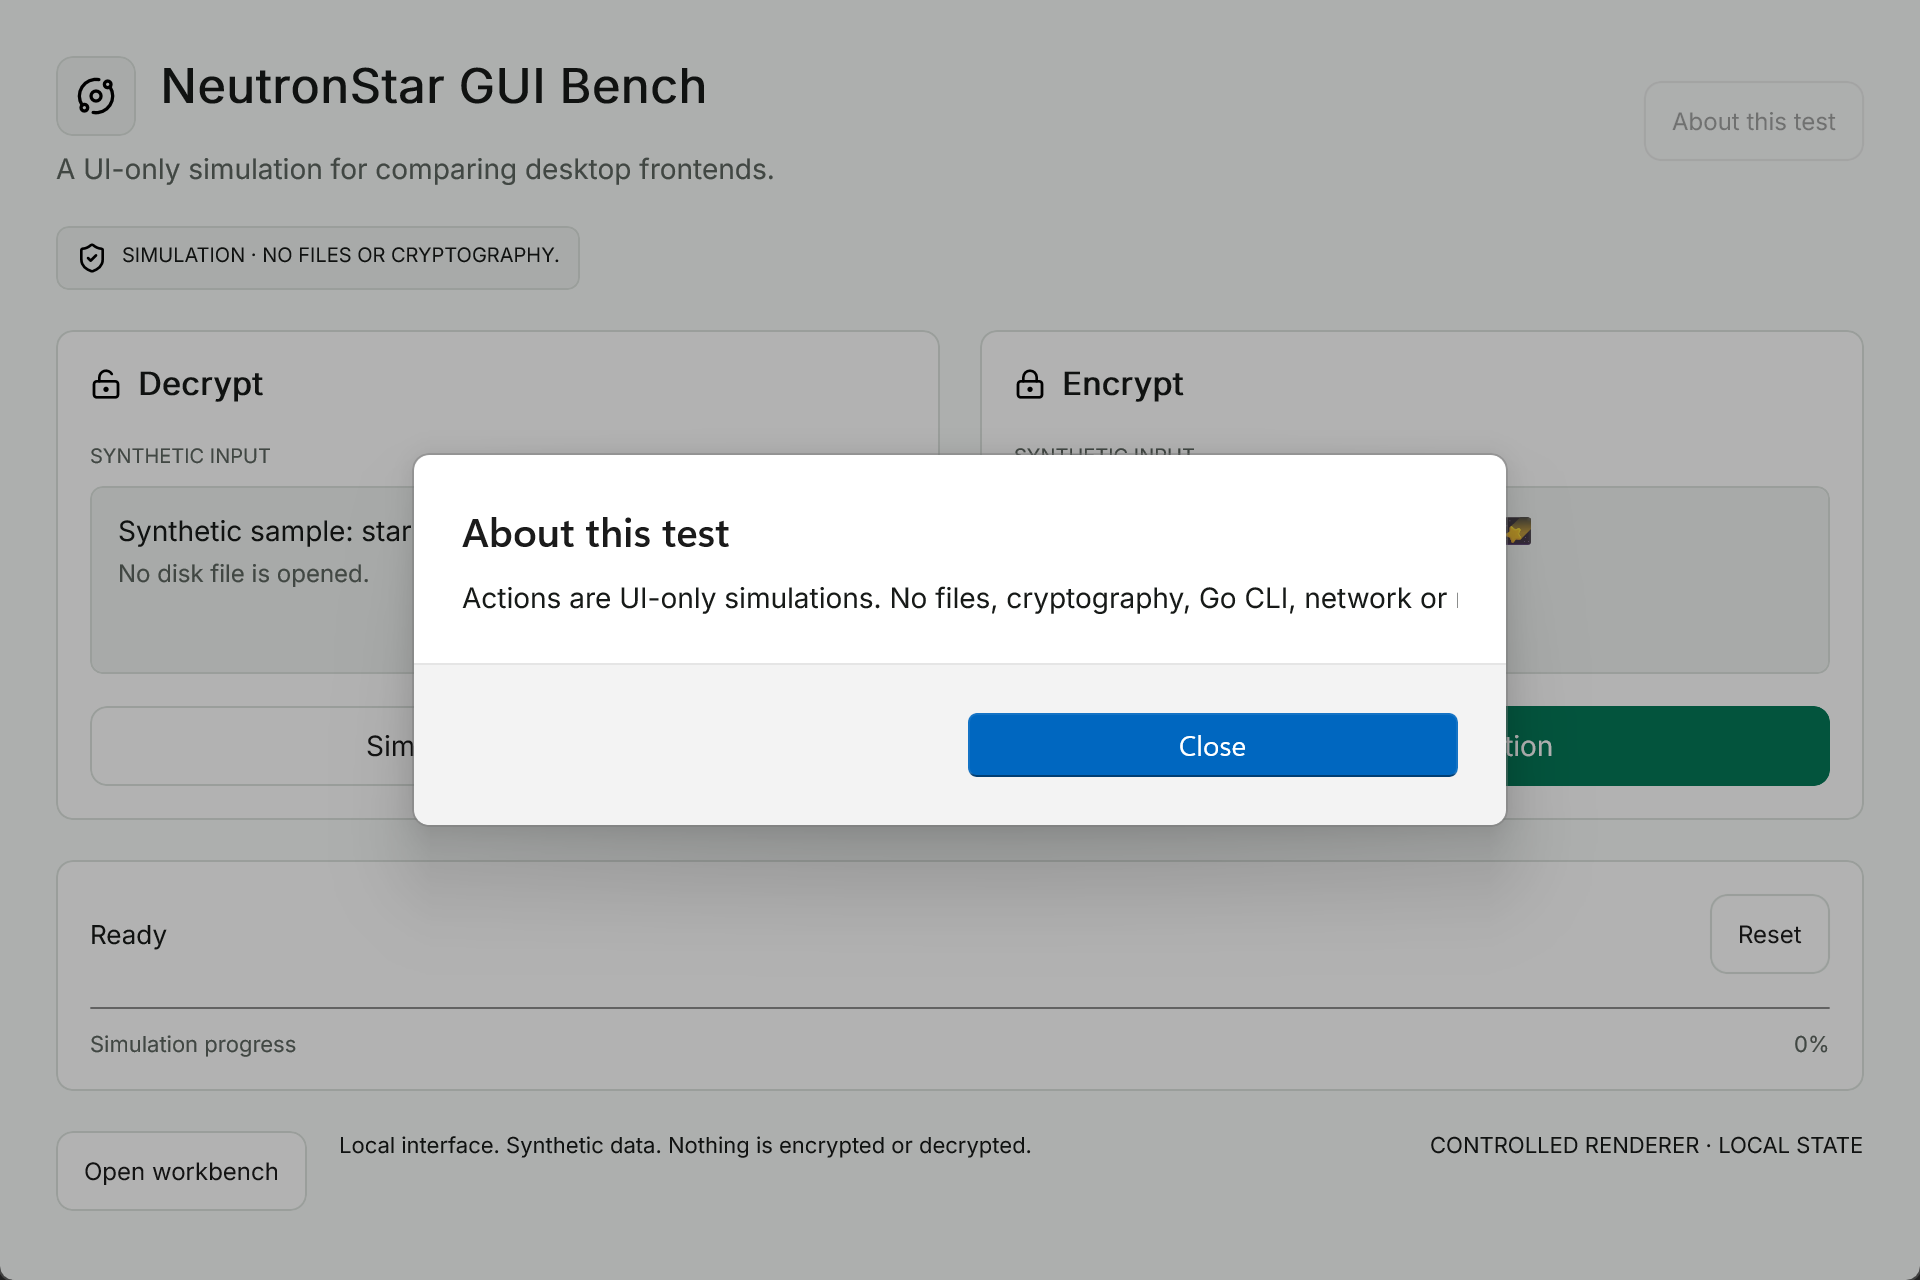 NeutronStar GUI Bench
About this test
A UI-only simulation for comparing desktop frontends.
SIMULATION · NO FILES OR CRYPTOGRAPHY.
Decrypt
Encrypt
SYNTHETIC INPUT
SYNTHETIC INPUT
Synthetic sample: star
No disk file is opened.
About this test
Actions are UI-only simulations. No files, cryptography, Go CLI, network or
Close
Ready
Reset
Simulation progress
0%
Open workbench
Local interface. Synthetic data. Nothing is encrypted or decrypted.
CONTROLLED RENDERER · LOCAL STATE